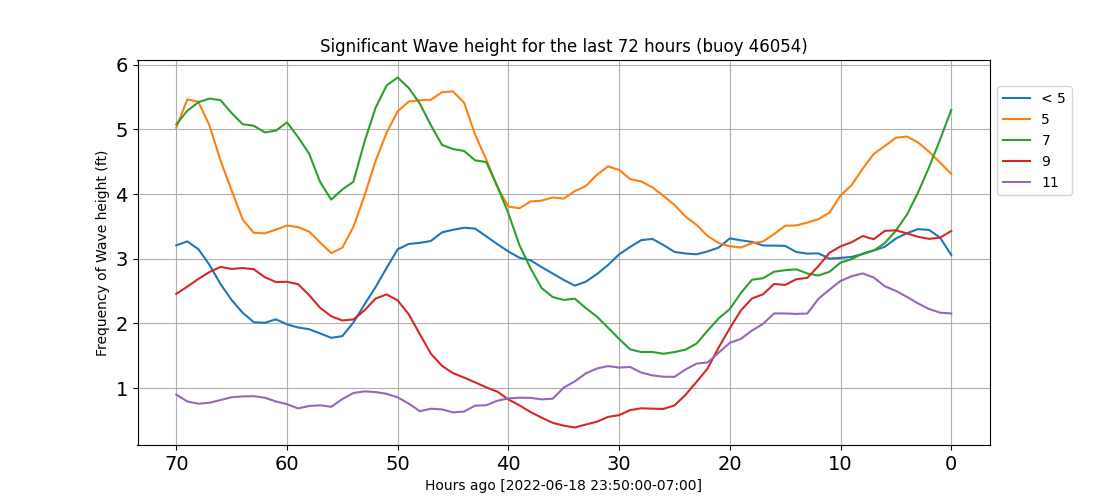 Significant Wave height for the last 72 hours (buoy 46054)
Frequency of Wave height (ft)
6
5
4
3
2
1
70 60 50 40 30 20 10 0
Hours ago [2022-06-18 23:50:00-07:00]
< 5
5
7
9
11